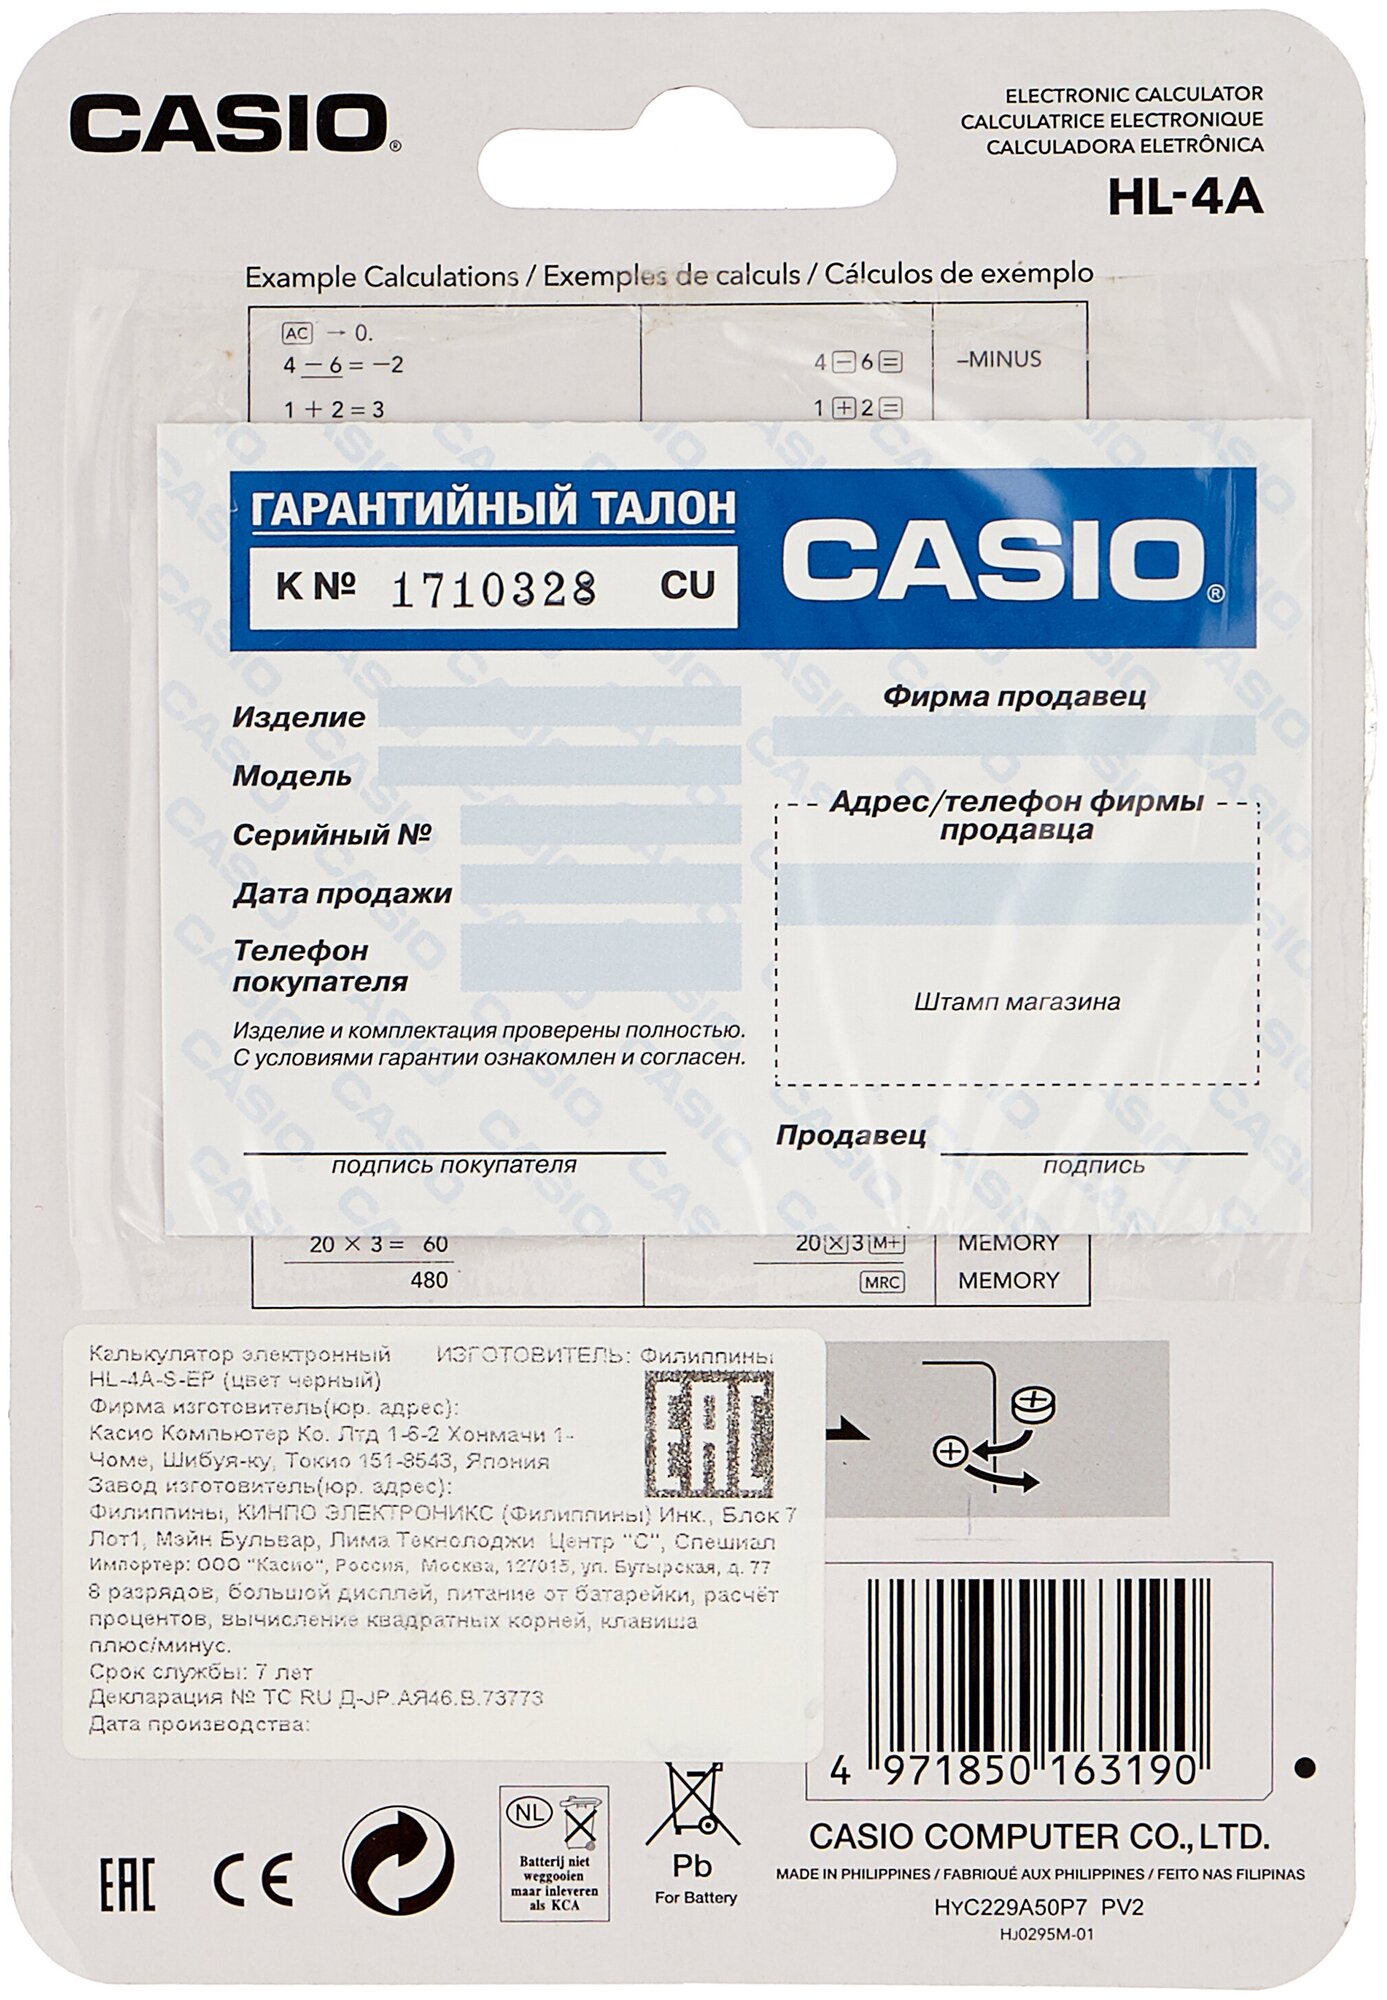 CASIO®
ELECTRONIC CALCULATOR
CALCULATRICE ELECTRONIQUE
CALCULADORA ELETRÔNICA
HL-4A
Example Calculations / Exemples de calculs / Cálculos de exemplo
AC → 0.
4 − 6 = −2 4 − 6 = –MINUS
1 + 2 = 3 1 + 2 =
ГАРАНТИЙНЫЙ ТАЛОН
K № 1710328 CU
CASIO®
Изделие
Модель
Серийный №
Дата продажи
Телефон
покупателя
Изделие и комплектация проверены полностью.
С условиями гарантии ознакомлен и согласен.
подпись покупателя
Фирма продавец
Адрес/телефон фирмы
продавца
Штамп магазина
Продавец
подпись
20 × 3 = 60 20 × 3 M+ MEMORY
480 MRC MEMORY
Калькулятор электронный ИЗГОТОВИТЕЛЬ: Филиппины
HL-4A-S-EP (цвет черный)
Фирма изготовитель(юр. адрес):
Касио Компьютер Ко. Лтд 1-6-2 Хонмачи 1-
Чоме, Шибуя-ку, Токио 151-8543, Япония
Завод изготовитель(юр. адрес):
Филиппины, КИНПО ЭЛЕКТРОНИКС (Филиппины) Инк., Блок 7
Лот1, Мэйн Бульвар, Лима Текнолоджи Центр "С", Спешиал
Импортер: ООО "Касио", Россия, Москва, 127015, ул. Бутырская, д. 77
8 разрядов, большой дисплей, питание от батарейки, расчёт
процентов, вычисление квадратных корней, клавиша
плюс/минус.
Срок службы: 7 лет
Декларация № ТС RU Д-JP.АЯ46.В.73773
Дата производства:
EAC
4 971850 163190
EAC
CE
NL
Batterij niet
weggooien
maar inleveren
als KCA
Pb
For Battery
CASIO COMPUTER CO., LTD.
MADE IN PHILIPPINES / FABRIQUÉ AUX PHILIPPINES / FEITO NAS FILIPINAS
HYC229A50P7 PV2
HJ0295M-01